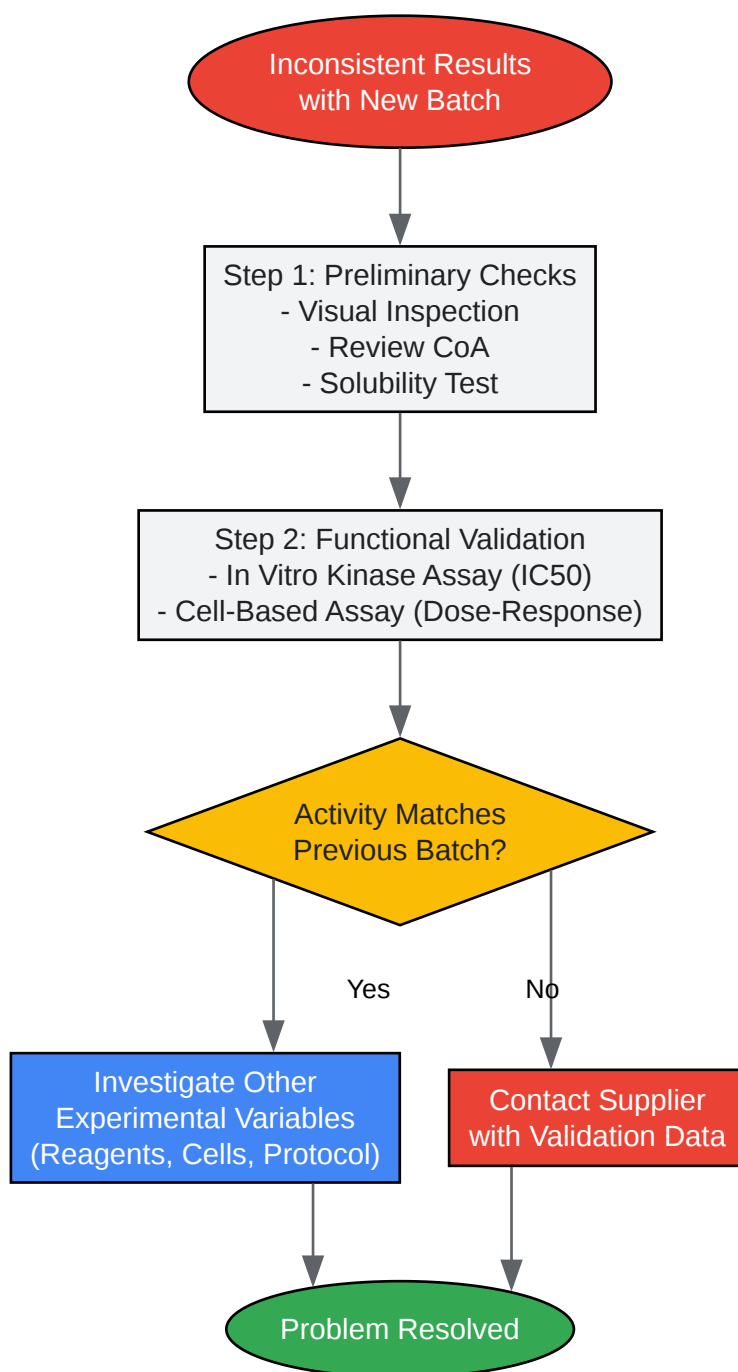 Inconsistent Results
with New Batch
Step 1: Preliminary Checks
- Visual Inspection
- Review CoA
- Solubility Test
Step 2: Functional Validation
- In Vitro Kinase Assay (IC50)
- Cell-Based Assay (Dose-Response)
Activity Matches
Previous Batch?
Yes
No
Investigate Other
Experimental Variables
(Reagents, Cells, Protocol)
Contact Supplier
with Validation Data
Problem Resolved